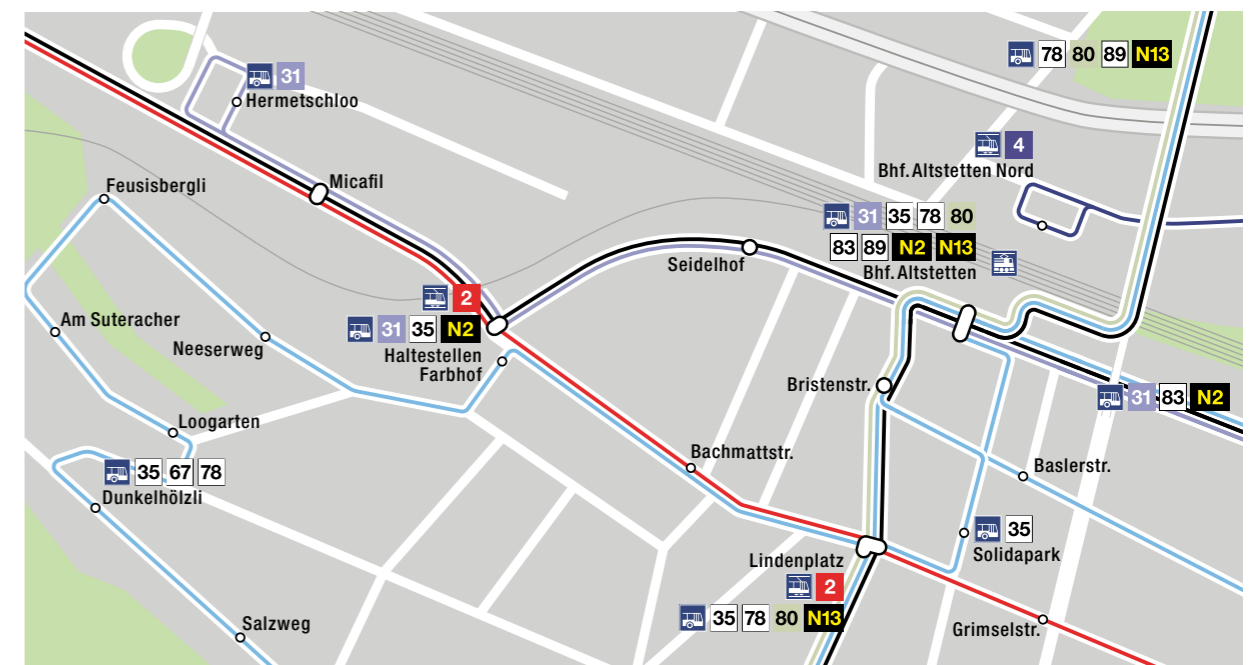 78 80 89 N13
31
Hermetschloo
4
Bhf. Altstetten Nord
Micafil
Feusisbergli
31 35 78 80
83 89 N2 N13
Bhf. Altstetten
Seidelhof
2
31 35 N2
Haltestellen
Farbhof
Am Suteracher
Neeserweg
Bristenstr.
31 83 N2
Loogarten
Bachmattstr.
Baslerstr.
35 67 78
Dunkelhölzli
35
Solidapark
Lindenplatz
2
35 78 80 N13
Salzweg
Grimselstr.